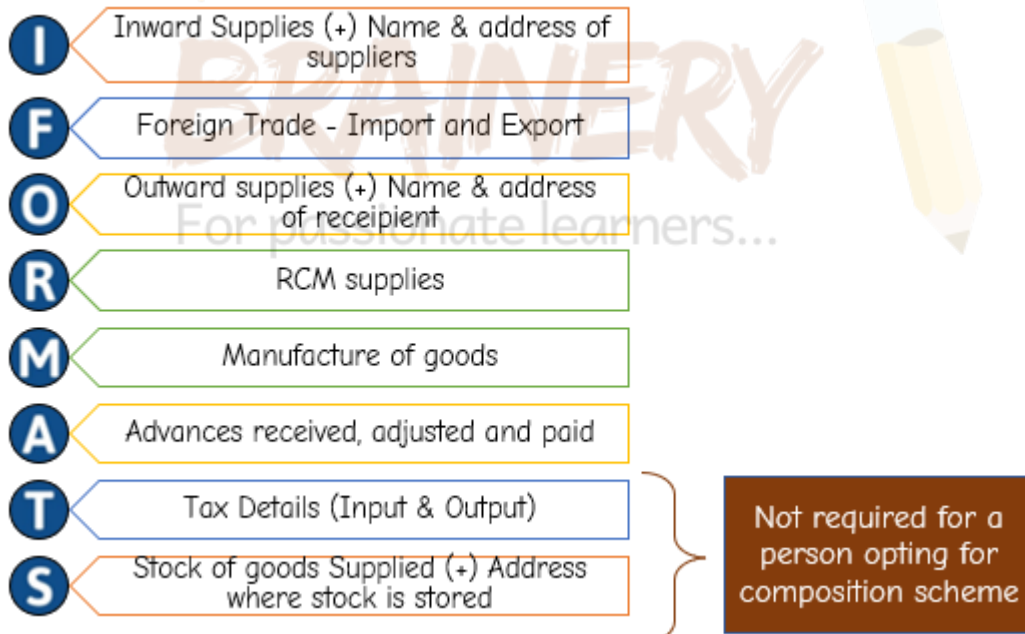 BRAINERY
For passionate learners...
I
Inward Supplies (+) Name & address of
suppliers
F
Foreign Trade - Import and Export
O
Outward supplies (+) Name & address
of receipient
R
RCM supplies
M
Manufacture of goods
A
Advances received, adjusted and paid
T
Tax Details (Input & Output)
S
Stock of goods Supplied (+) Address
where stock is stored
Not required for a
person opting for
composition scheme